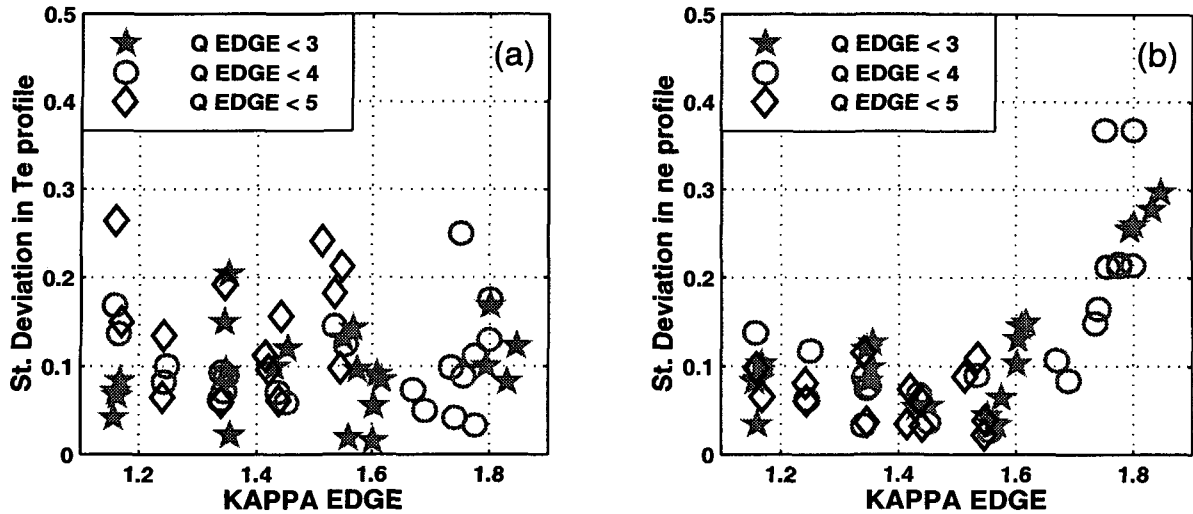 0.5
0.4
0.3
0.2
0.1
0
St. Deviation in Te profile
Q EDGE < 3
Q EDGE < 4
Q EDGE < 5
(a)
1.2
1.4
1.6
1.8
KAPPA EDGE
0.5
0.4
0.3
0.2
0.1
0
St. Deviation in ne profile
Q EDGE < 3
Q EDGE < 4
Q EDGE < 5
(b)
1.2
1.4
1.6
1.8
KAPPA EDGE